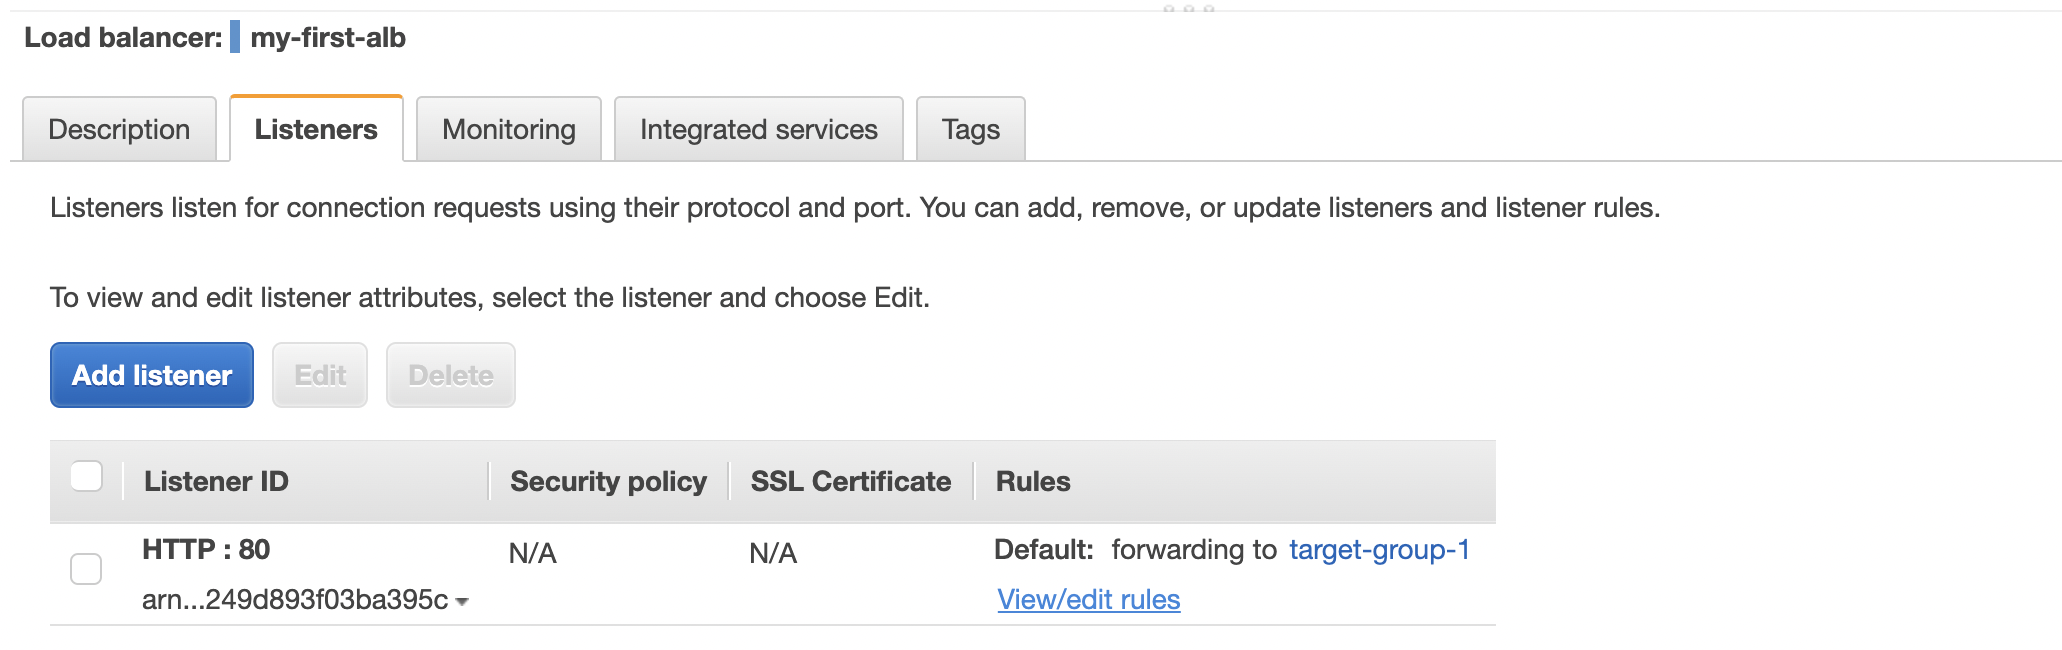 Load balancer: my-first-alb
Description Listeners Monitoring Integrated services Tags
Listeners listen for connection requests using their protocol and port. You can add, remove, or update listeners and listener rules.
To view and edit listener attributes, select the listener and choose Edit.
Add listener Edit Delete
Listener ID Security policy SSL Certificate Rules
HTTP : 80 N/A N/A Default: forwarding to target-group-1
arn...249d893f03ba395c View/edit rules